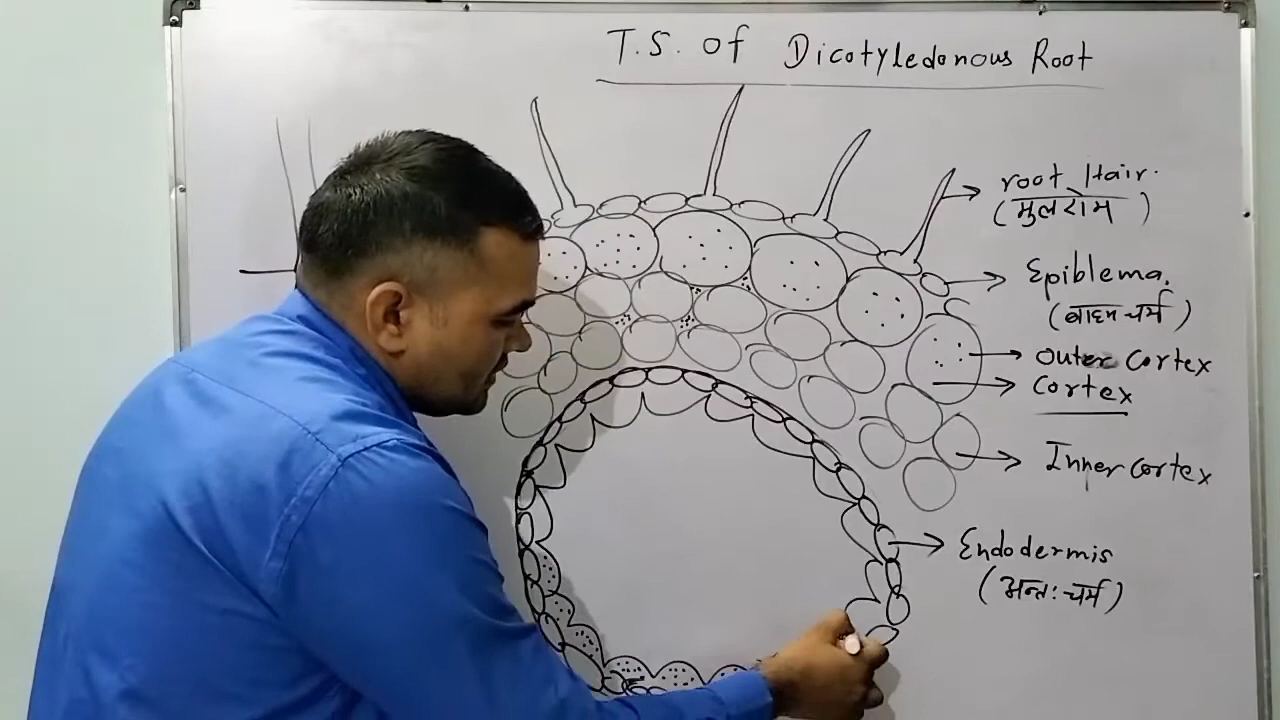 T.S. of Dicotyledonous Root
root Hair.
(मुलरोम)
Epiblema.
(बाह्य चर्म)
Outer Cortex
Cortex
Inner Cortex
Endodermis
(अन्तः चर्म)